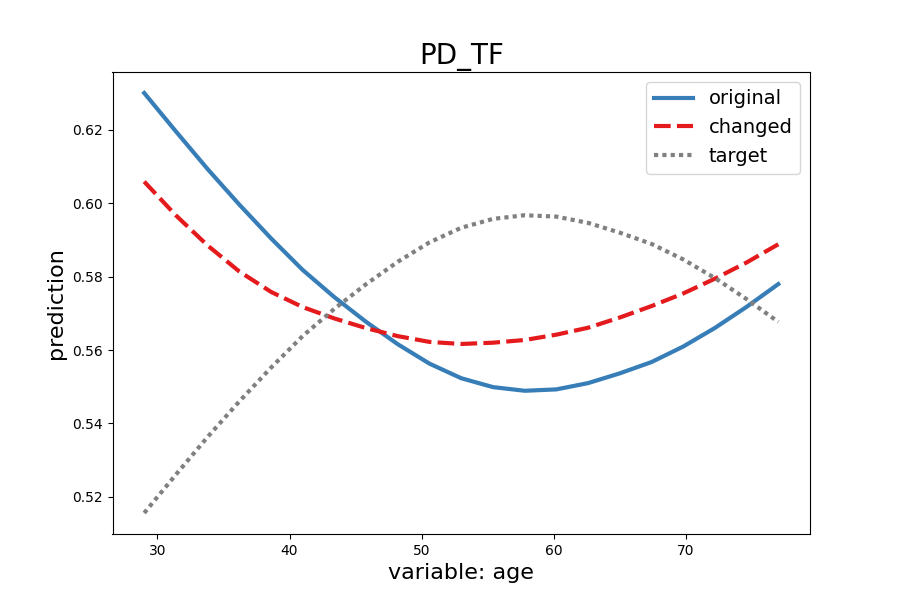 PD_TF
original
changed
target
prediction
0.62
0.60
0.58
0.56
0.54
0.52
30 40 50 60 70
variable: age